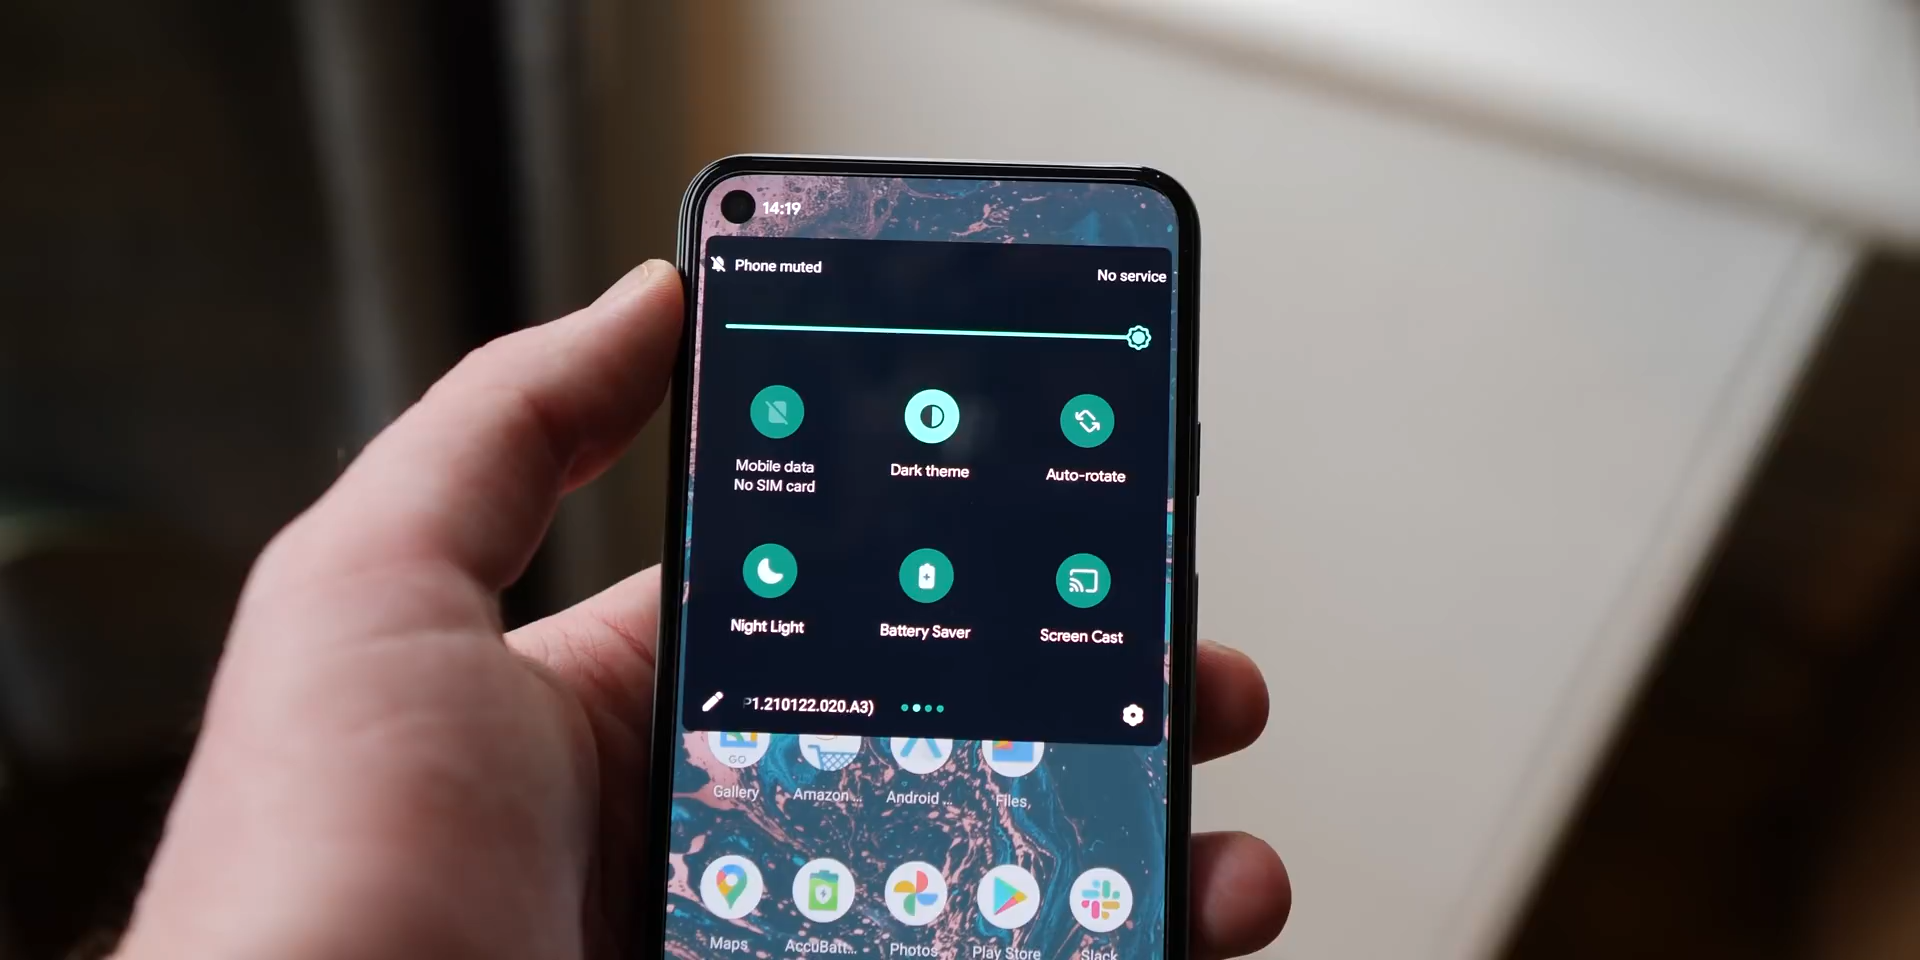 14:19
Phone muted
No service
Mobile data
No SIM card
Dark theme
Auto-rotate
Night Light
Battery Saver
Screen Cast
P1.210122.020.A3)
GO
Gallery
Amazon ...
Android ...
Files,
Maps
AccuBatt...
Photos
Play Store
Slack